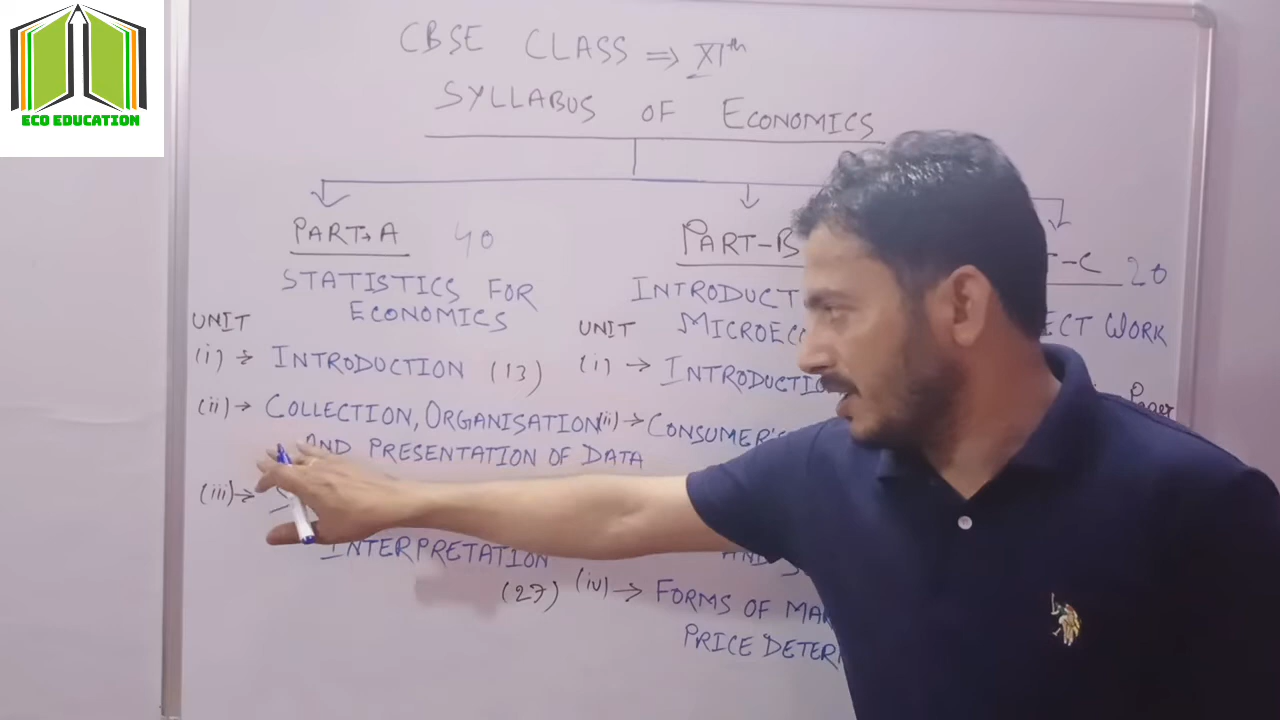 ECO EDUCATION
CBSE CLASS ⇒ XIth
SYLLABUS OF ECONOMICS
PART→A 40
STATISTICS FOR
ECONOMICS
UNIT
(i) → INTRODUCTION (13)
(ii) → COLLECTION, ORGANISATION
AND PRESENTATION OF DATA
(iii) →
INTERPRETATION
(27)
PART-B
INTRODUCT
MICROEC
UNIT
(i) → INTRODUCTIO
(ii) → CONSUMER'S
AND
(iv) → FORMS OF MAR
PRICE DETER
T-C 20
ECT WORK